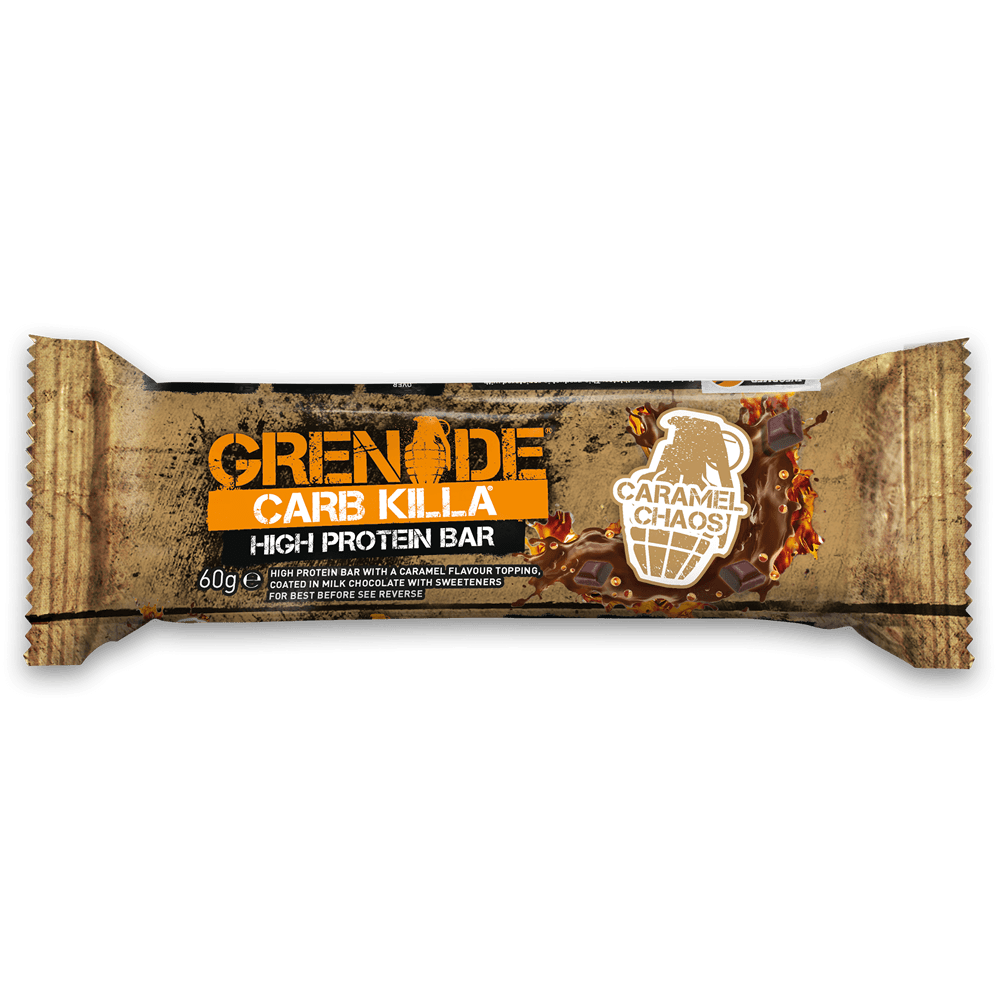 OVER
GRENADE®
CARB KILLA®
HIGH PROTEIN BAR
60g ℮
HIGH PROTEIN BAR WITH A CARAMEL FLAVOUR TOPPING,
COATED IN MILK CHOCOLATE WITH SWEETENERS
FOR BEST BEFORE SEE REVERSE
CARAMEL
CHAOS